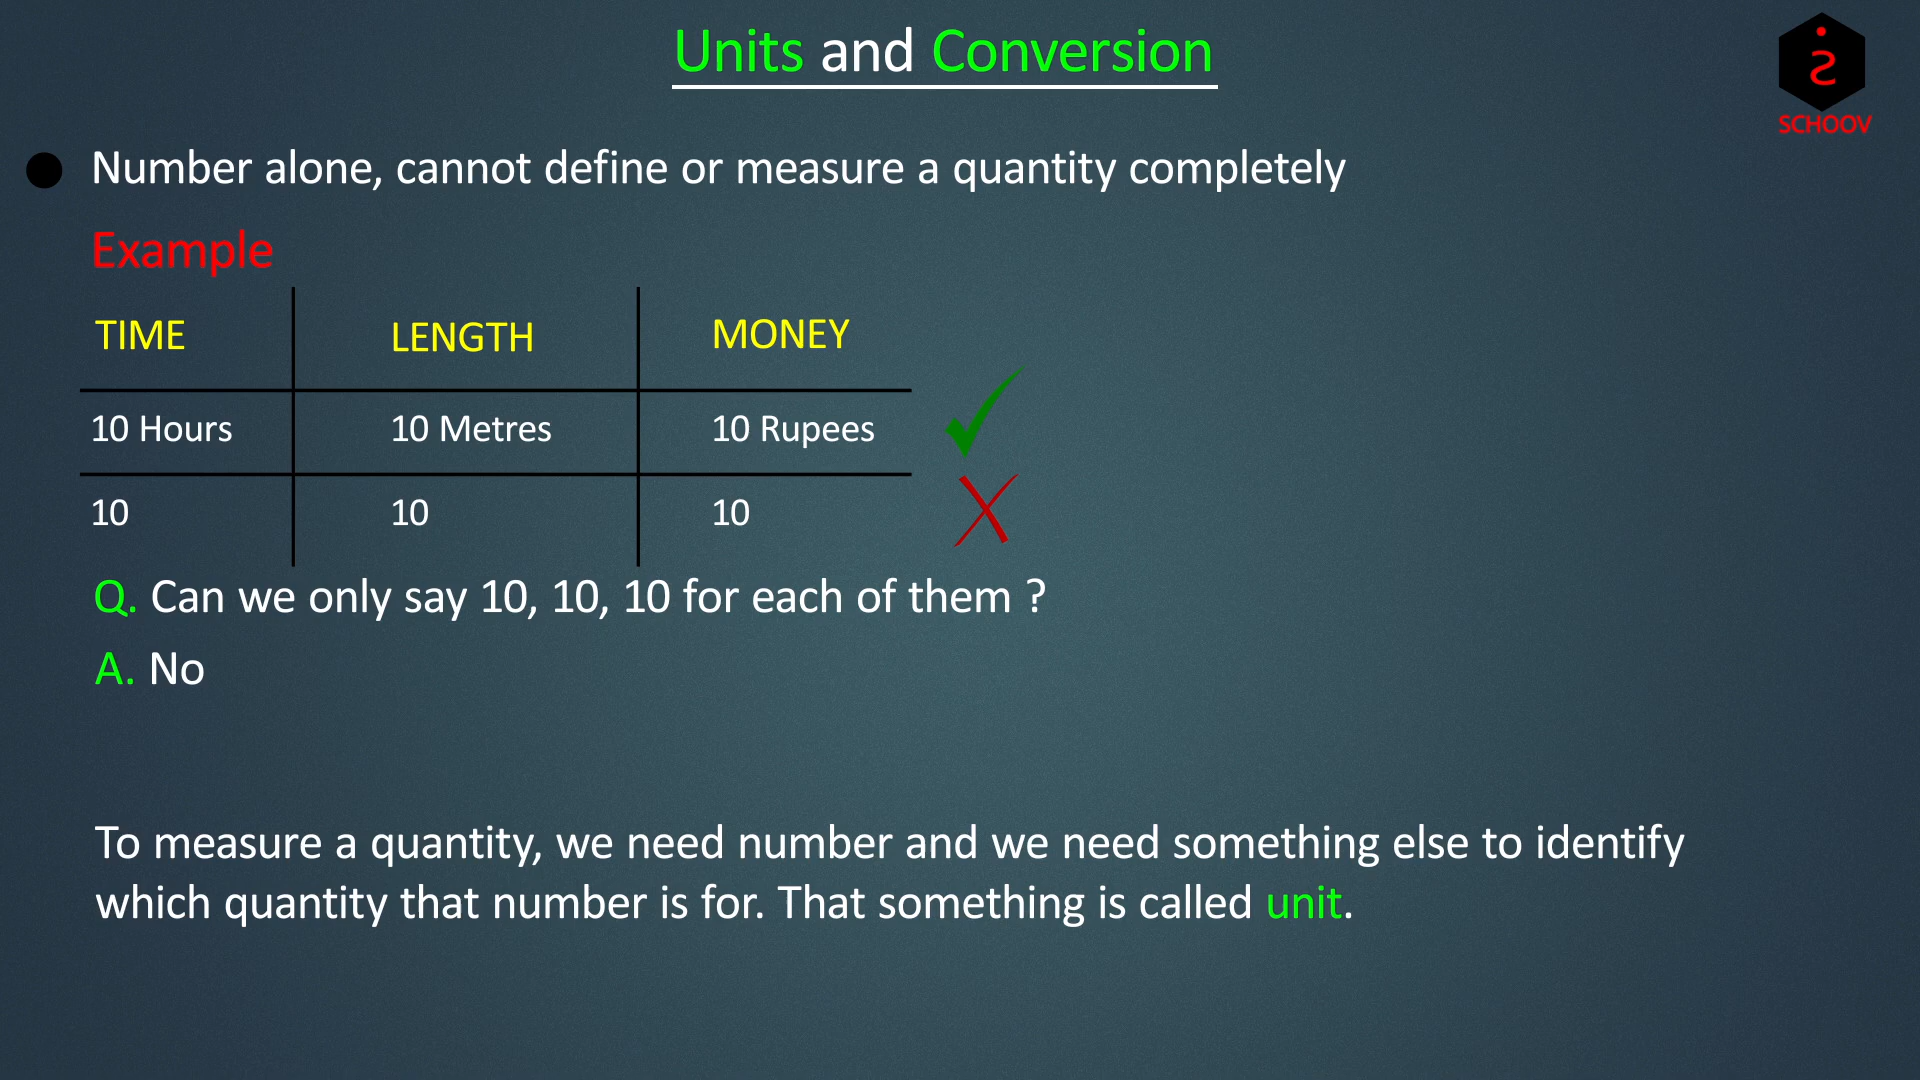 Units and Conversion
SCHOOV
Number alone, cannot define or measure a quantity completely
Example
TIME LENGTH MONEY
10 Hours 10 Metres 10 Rupees
10 10 10
Q. Can we only say 10, 10, 10 for each of them ?
A. No
To measure a quantity, we need number and we need something else to identify
which quantity that number is for. That something is called unit.